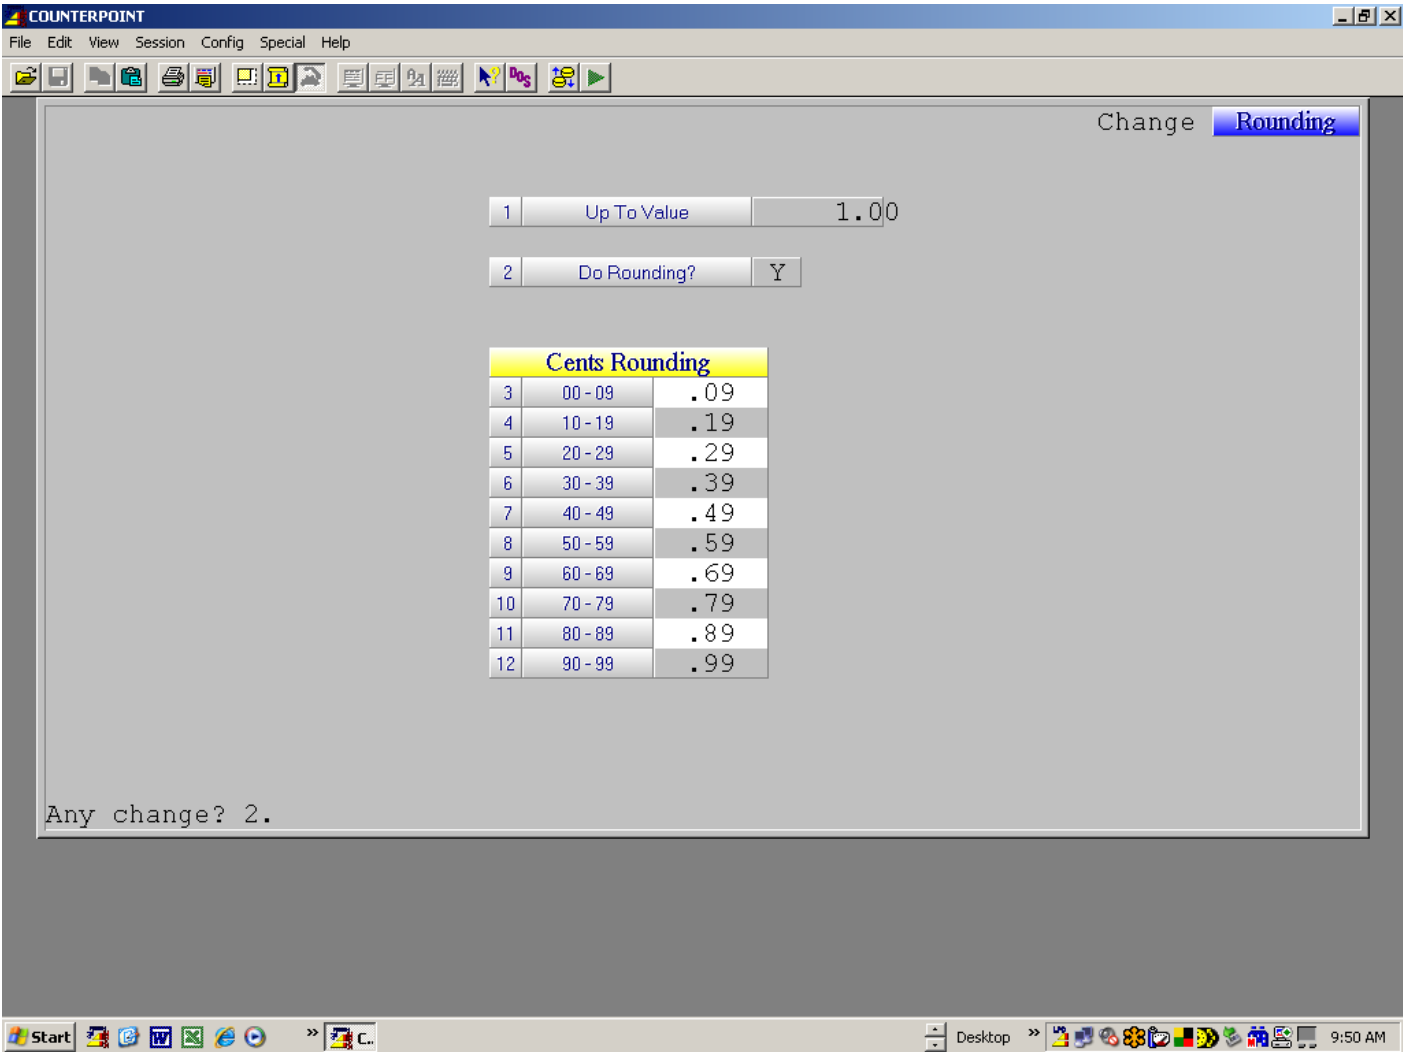 COUNTERPOINT
File Edit View Session Config Special Help
DOS
Change Rounding
1 Up To Value 1.00
2 Do Rounding? Y
Cents Rounding
3 00 - 09 .09
4 10 - 19 .19
5 20 - 29 .29
6 30 - 39 .39
7 40 - 49 .49
8 50 - 59 .59
9 60 - 69 .69
10 70 - 79 .79
11 80 - 89 .89
12 90 - 99 .99
Any change? 2.
Start » C.. Desktop » 9:50 AM